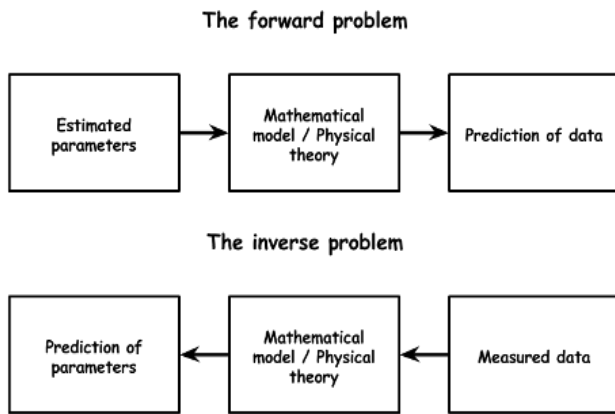 The forward problem
Estimated
parameters
Mathematical
model / Physical
theory
Prediction of data
The inverse problem
Prediction of
parameters
Mathematical
model / Physical
theory
Measured data